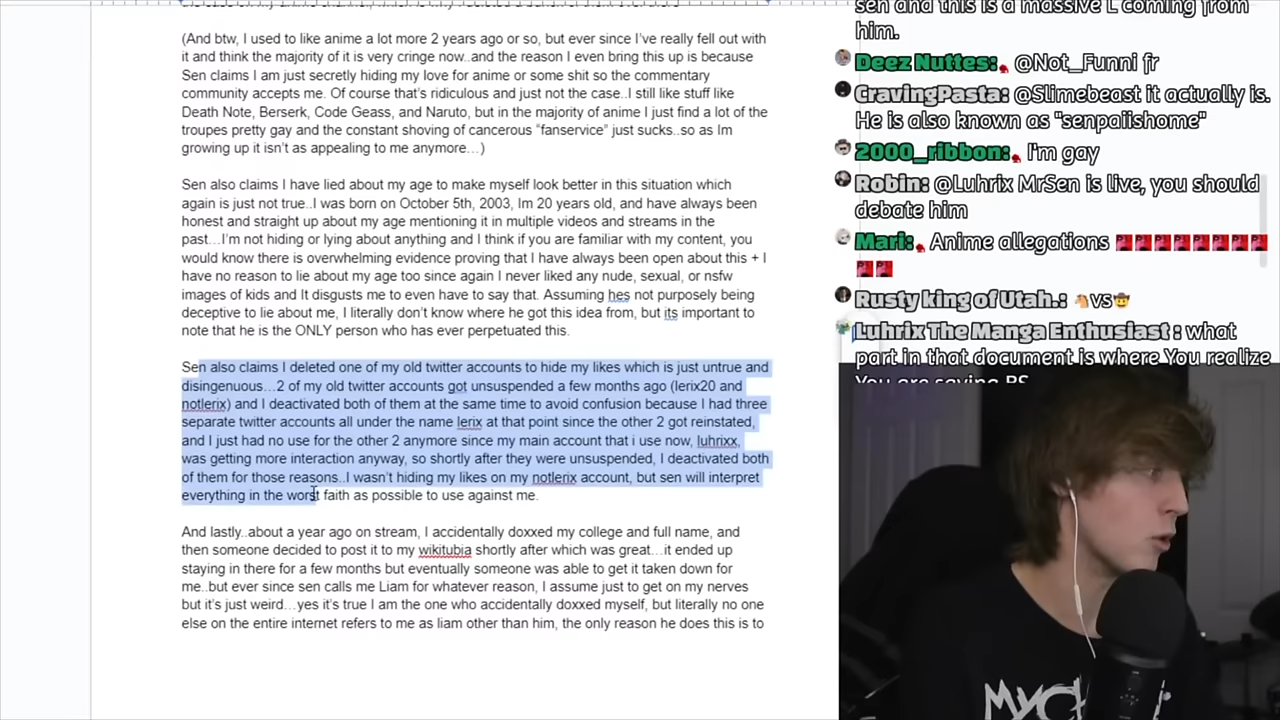 (And btw, I used to like anime a lot more 2 years ago or so, but ever since I've really fell out with
it and think the majority of it is very cringe now..and the reason I even bring this up is because
Sen claims I am just secretly hiding my love for anime or some shit so the commentary
community accepts me. Of course that's ridiculous and just not the case..I still like stuff like
Death Note, Berserk, Code Geass, and Naruto, but in the majority of anime I just find a lot of the
troupes pretty gay and the constant shoving of cancerous “fanservice” just sucks..so as Im
growing up it isn't as appealing to me anymore…)
Sen also claims I have lied about my age to make myself look better in this situation which
again is just not true..I was born on October 5th, 2003, Im 20 years old, and have always been
honest and straight up about my age mentioning it in multiple videos and streams in the
past…I'm not hiding or lying about anything and I think if you are familiar with my content, you
would know there is overwhelming evidence proving that I have always been open about this + I
have no reason to lie about my age too since again I never liked any nude, sexual, or nsfw
images of kids and It disgusts me to even have to say that. Assuming hes not purposely being
deceptive to lie about me, I literally don't know where he got this idea from, but its important to
note that he is the ONLY person who has ever perpetuated this.
Sen also claims I deleted one of my old twitter accounts to hide my likes which is just untrue and
disingenuous…2 of my old twitter accounts got unsuspended a few months ago (lerix20 and
notlerix) and I deactivated both of them at the same time to avoid confusion because I had three
separate twitter accounts all under the name lerix at that point since the other 2 got reinstated,
and I just had no use for the other 2 anymore since my main account that i use now, luhrixx,
was getting more interaction anyway, so shortly after they were unsuspended, I deactivated both
of them for those reasons..I wasn't hiding my likes on my notlerix account, but sen will interpret
everything in the worst faith as possible to use against me.
And lastly..about a year ago on stream, I accidentally doxxed my college and full name, and
then someone decided to post it to my wikitubia shortly after which was great…it ended up
staying in there for a few months but eventually someone was able to get it taken down for
me..but ever since sen calls me Liam for whatever reason, I assume just to get on my nerves
but it's just weird…yes it's true I am the one who accidentally doxxed myself, but literally no one
else on the entire internet refers to me as liam other than him, the only reason he does this is to
sen and this is a massive L coming from
him.
Deez Nuttes: @Not_Funni fr
CravingPasta: @Slimebeast it actually is.
He is also known as "senpaiishome"
2000_ribbon: I'm gay
Robin: @Luhrix MrSen is live, you should
debate him
Mari: Anime allegations
Rusty king of Utah.: vs
Luhrix The Manga Enthusiast : what
part in that document is where You realize
You are saying BS
MYCH